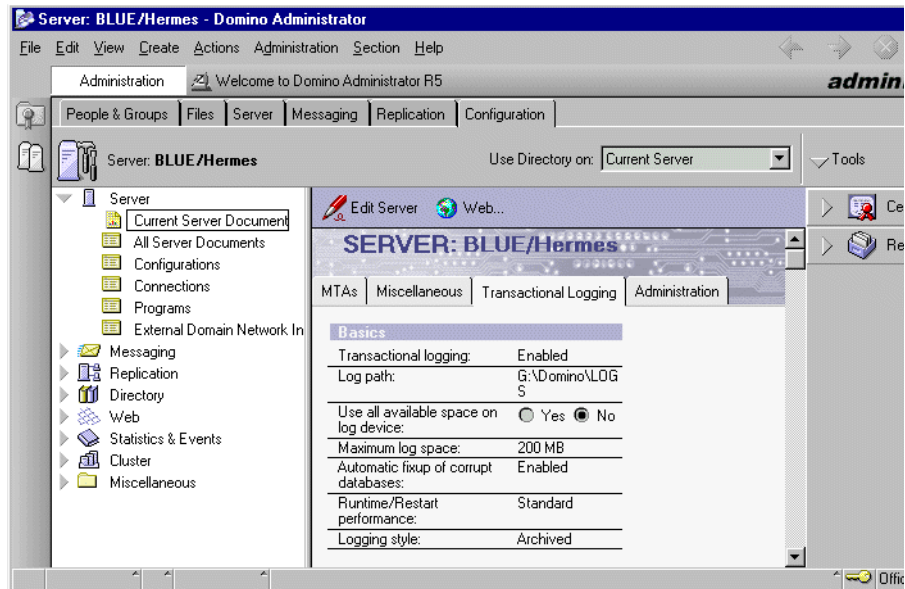 Server: BLUE/Hermes - Domino Administrator
File Edit View Create Actions Administration Section Help
Administration Welcome to Domino Administrator R5
People & Groups Files Server Messaging Replication Configuration
Server: BLUE/Hermes Use Directory on: Current Server Tools
Server
Current Server Document
All Server Documents
Configurations
Connections
Programs
External Domain Network In
Messaging
Replication
Directory
Web
Statistics & Events
Cluster
Miscellaneous
Edit Server Web...
SERVER: BLUE/Hermes
MTAs Miscellaneous Transactional Logging Administration
Basics
Transactional logging: Enabled
Log path: G:\Domino\LOG
S
Use all available space on Yes No
log device:
Maximum log space: 200 MB
Automatic fixup of corrupt Enabled
databases:
Runtime/Restart Standard
performance:
Logging style: Archived
Ce
Re
Offic